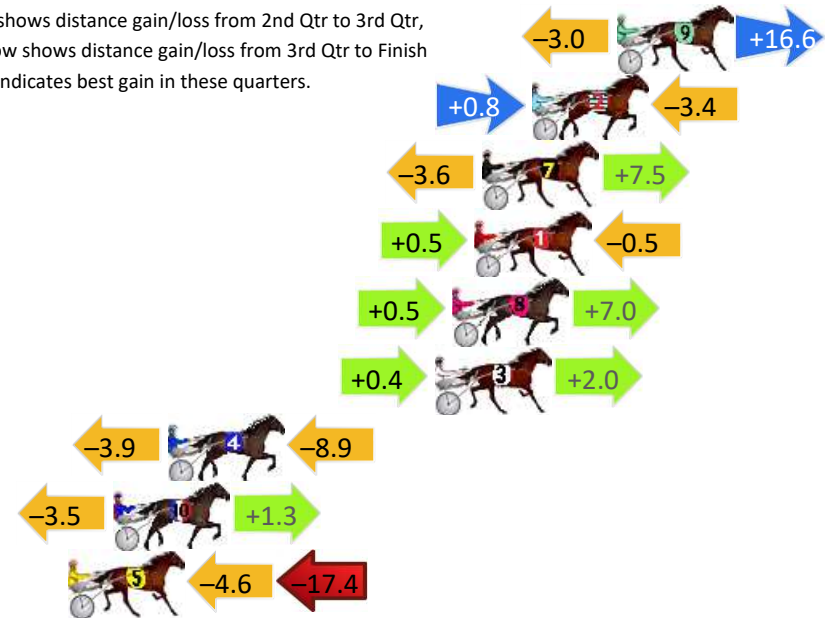 shows distance gain/loss from 2nd Qtr to 3rd Qtr,
shows distance gain/loss from 3rd Qtr to Finish
indicates best gain in these quarters.
–3.0 9 +16.6
+0.8 –3.4
–3.6 7 +7.5
+0.5 1 –0.5
+0.5 8 +7.0
+0.4 3 +2.0
–3.9 4 –8.9
–3.5 10 +1.3
5 –4.6 –17.4